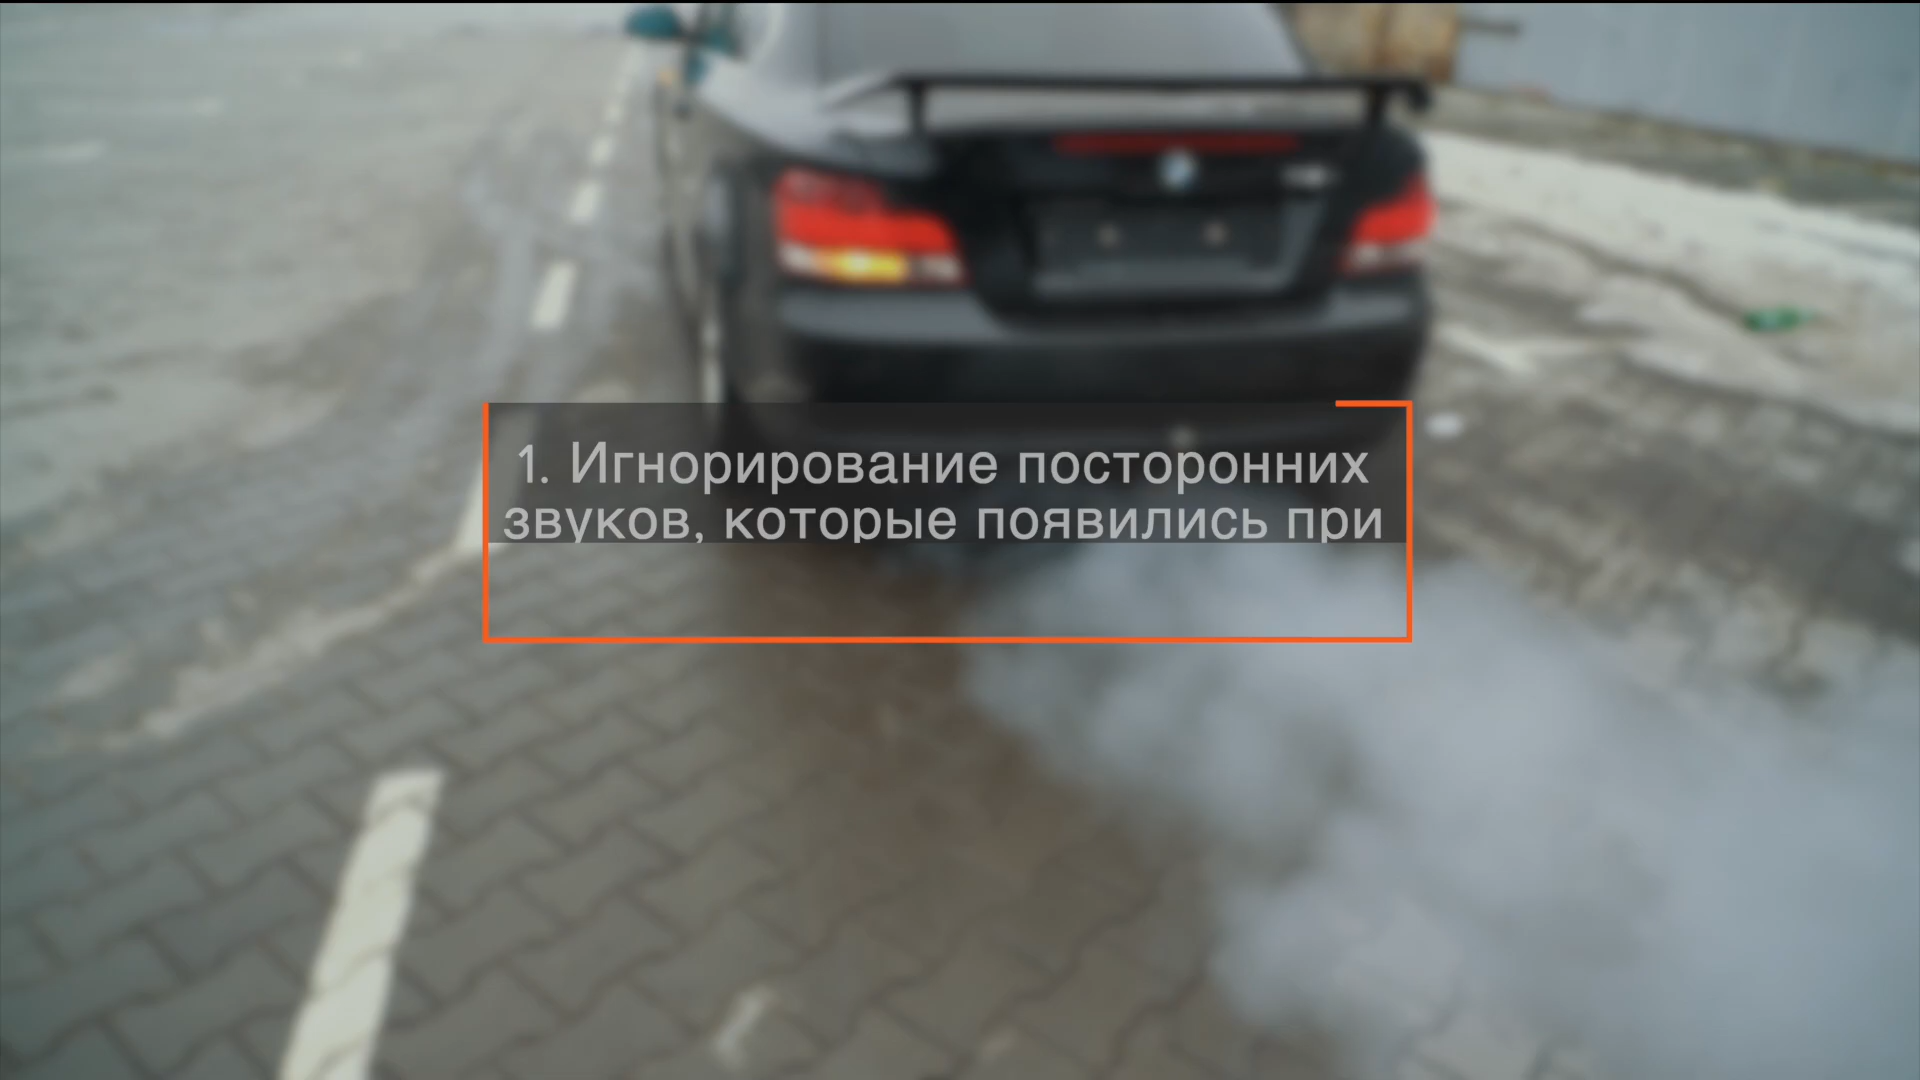 1. Игнорирование посторонних
звуков, которые появились при